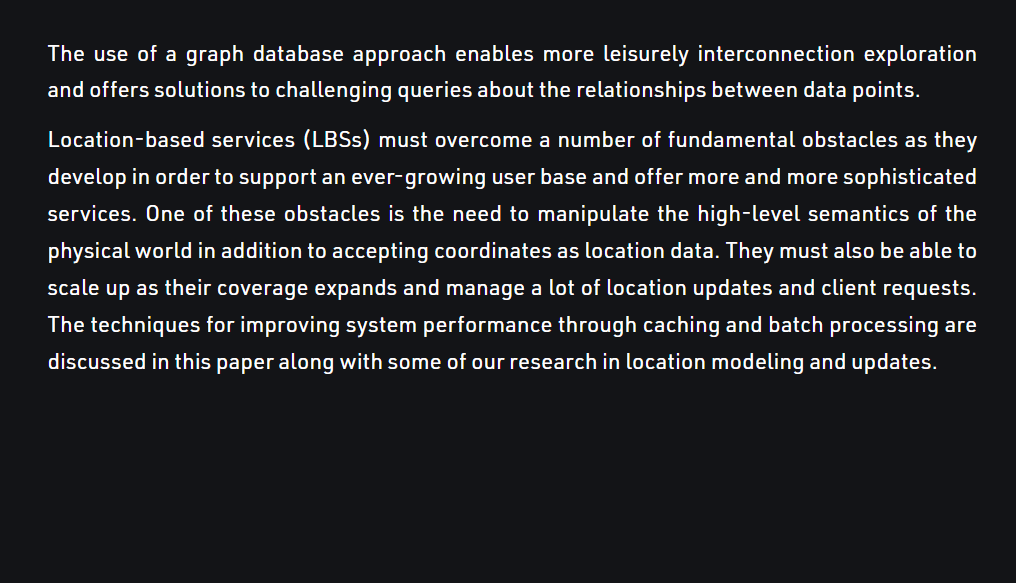 The use of a graph database approach enables more leisurely interconnection exploration
and offers solutions to challenging queries about the relationships between data points.
Location-based services (LBSs) must overcome a number of fundamental obstacles as they
develop in order to support an ever-growing user base and offer more and more sophisticated
services. One of these obstacles is the need to manipulate the high-level semantics of the
physical world in addition to accepting coordinates as location data. They must also be able to
scale up as their coverage expands and manage a lot of location updates and client requests.
The techniques for improving system performance through caching and batch processing are
discussed in this paper along with some of our research in location modeling and updates.